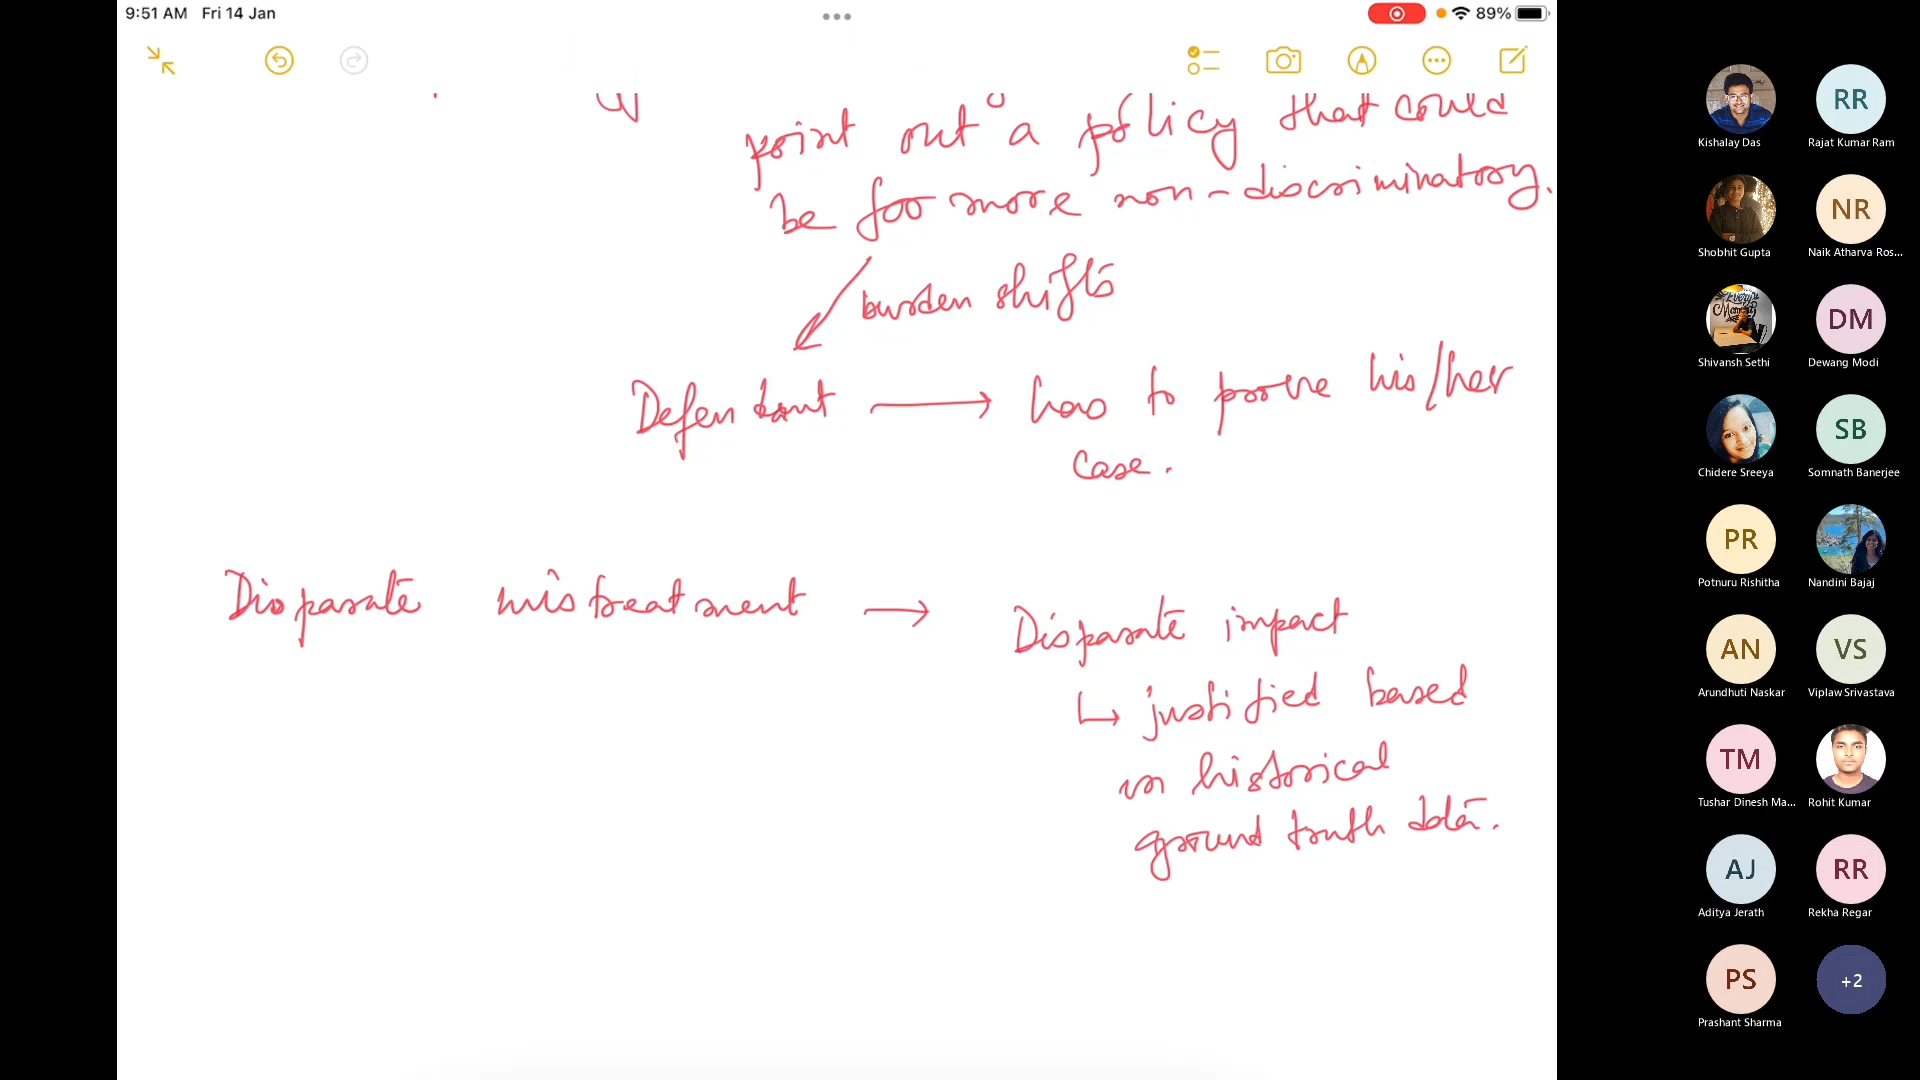 9:51 AM Fri 14 Jan
89%
point out a policy that could
be far more non-discriminatory.
burden shifts
Defendant → has to prove his/her
case.
Disparate mistreatment → Disparate impact
↳ justified based
on historical
ground truth data.
Kishalay Das
RR
Rajat Kumar Ram
Shobhit Gupta
NR
Naik Atharva Ros...
Every
Moment
Shivansh Sethi
DM
Dewang Modi
Chidere Sreeya
SB
Somnath Banerjee
PR
Potnuru Rishitha
Nandini Bajaj
AN
Arundhuti Naskar
VS
Viplaw Srivastava
TM
Tushar Dinesh Ma...
Rohit Kumar
AJ
Aditya Jerath
RR
Rekha Regar
PS
Prashant Sharma
+2